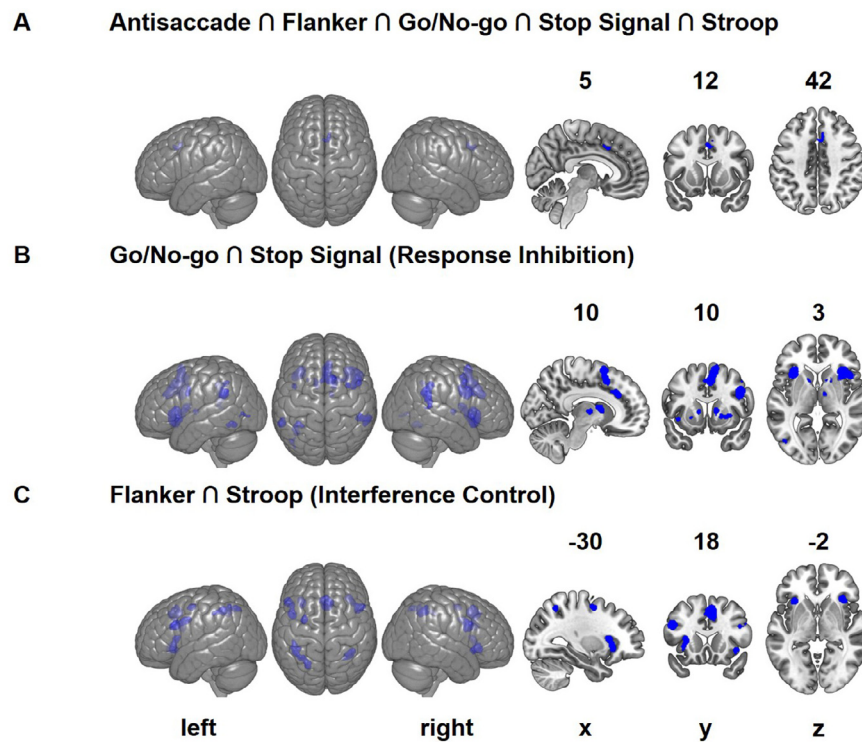 A Antisaccade ∩ Flanker ∩ Go/No-go ∩ Stop Signal ∩ Stroop
5 12 42
B Go/No-go ∩ Stop Signal (Response Inhibition)
10 10 3
C Flanker ∩ Stroop (Interference Control)
-30 18 -2
left right x y z